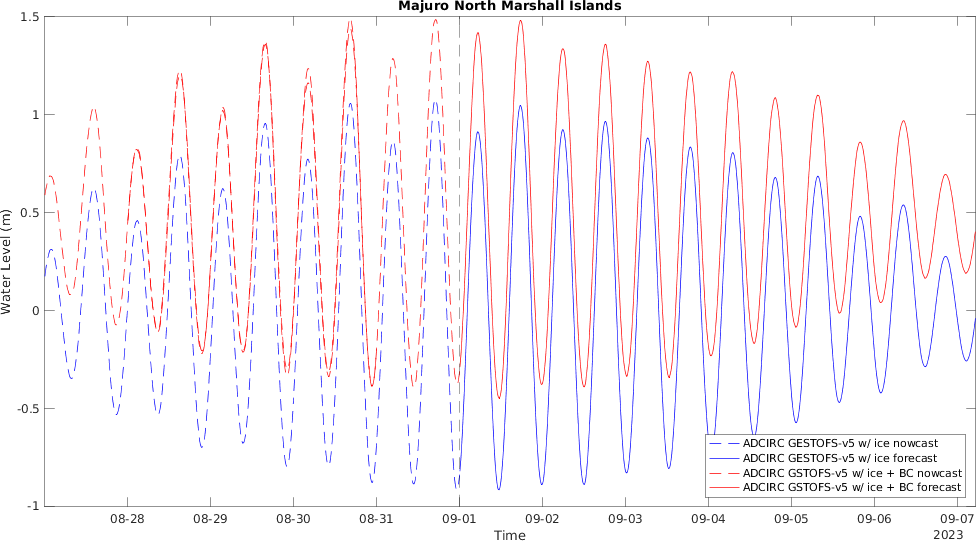 Majuro North Marshall Islands
1.5
1
0.5
0
-0.5
-1
Water Level (m)
08-28 08-29 08-30 08-31 09-01 09-02 09-03 09-04 09-05 09-06 09-07
2023
Time
ADCIRC GESTOFS-v5 w/ ice nowcast
ADCIRC GESTOFS-v5 w/ ice forecast
ADCIRC GSTOFS-v5 w/ ice + BC nowcast
ADCIRC GSTOFS-v5 w/ ice + BC forecast